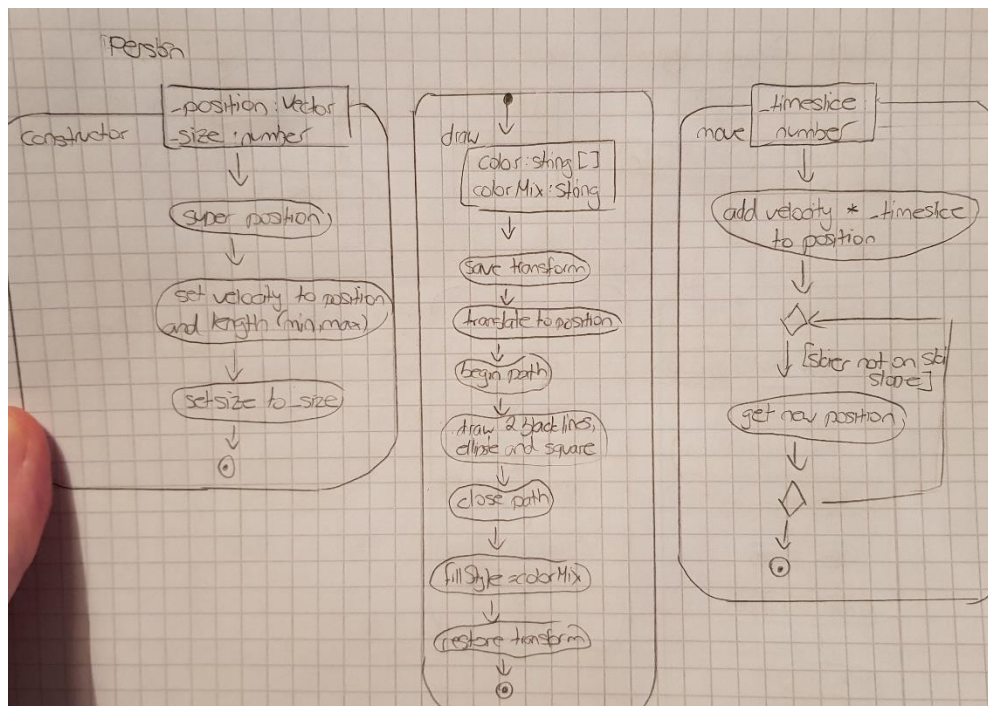 Person
constructor
_position: Vector
_size: number
super position
set velocity to position
and length (min, max)
set size to _size
draw
color: string []
colorMix: string
save transform
translate to position
begin path
draw 2 black lines,
ellipse and square
close path
fillStyle = colorMix
restore transform
move
_timeslice
number
add velocity * _timeslice
to position
[skier not on ski
slope]
get new position